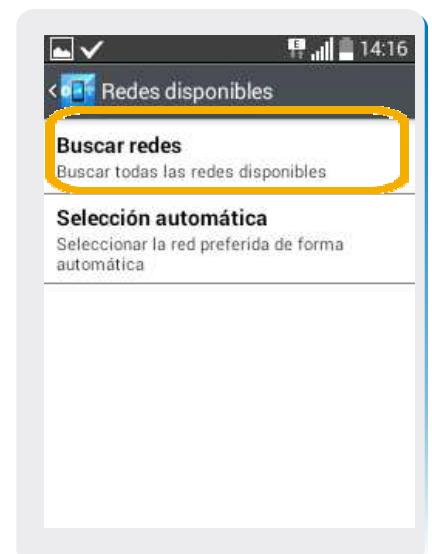 E 14:16
Redes disponibles
Buscar redes
Buscar todas las redes disponibles
Selección automática
Seleccionar la red preferida de forma
automática